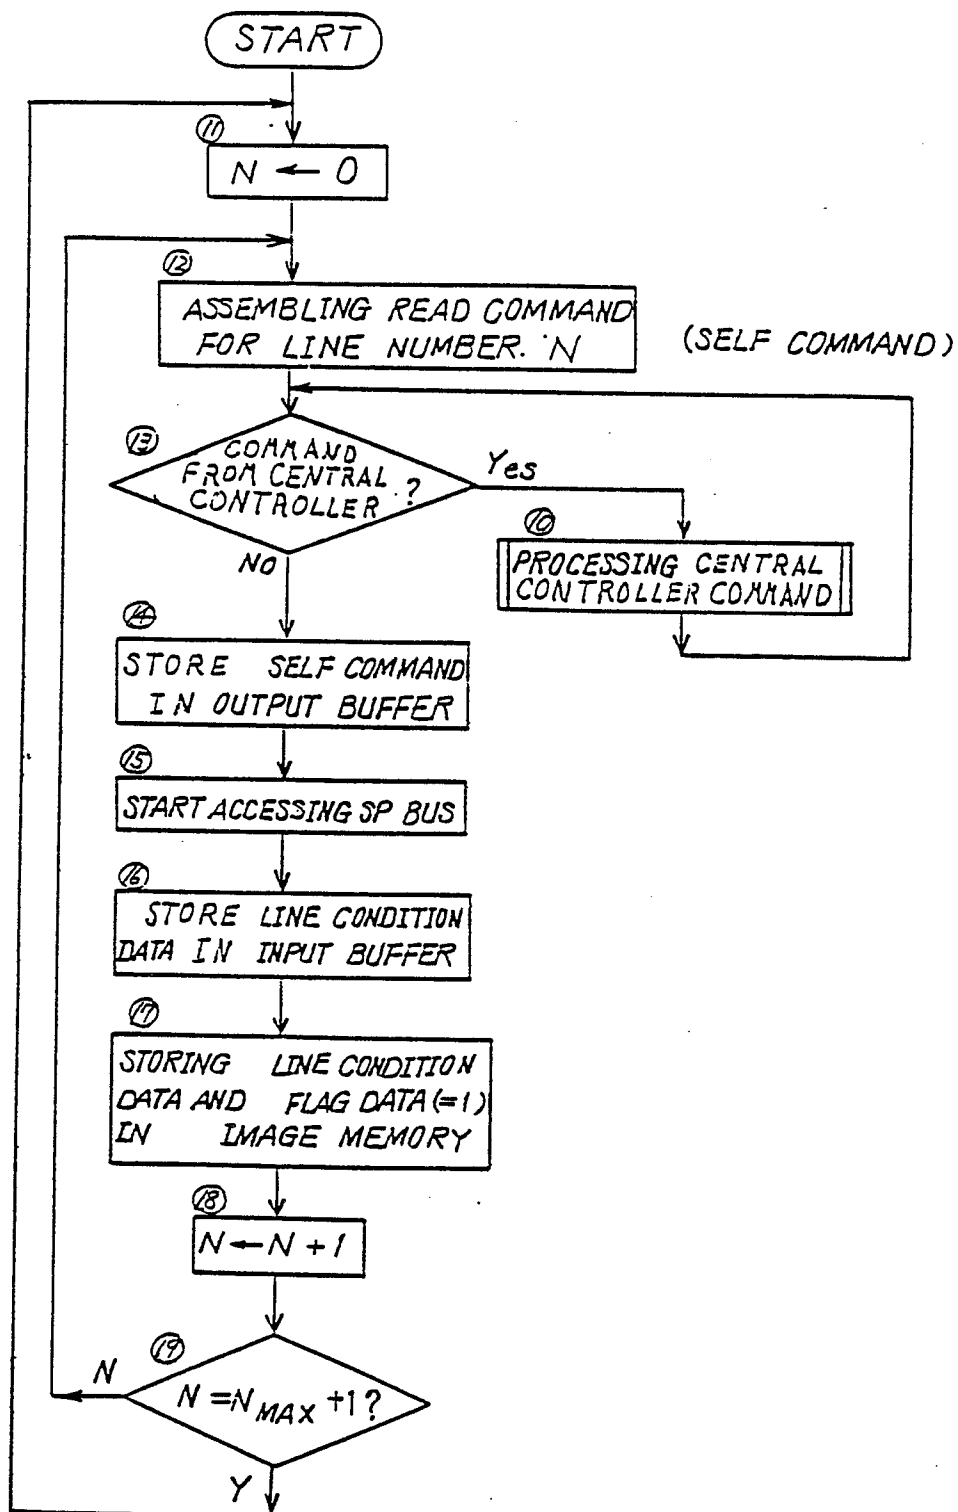 START
⑪
N ← 0
⑫
ASSEMBLING READ COMMAND
FOR LINE NUMBER. N
(SELF COMMAND)
⑬
COMMAND
FROM CENTRAL
CONTROLLER ?
Yes
NO
⑩
PROCESSING CENTRAL
CONTROLLER COMMAND
⑭
STORE SELF COMMAND
IN OUTPUT BUFFER
⑮
START ACCESSING SP BUS
⑯
STORE LINE CONDITION
DATA IN INPUT BUFFER
⑰
STORING LINE CONDITION
DATA AND FLAG DATA (=1)
IN IMAGE MEMORY
⑱
N ← N + 1
⑲
N
N = N MAX +1?
Y